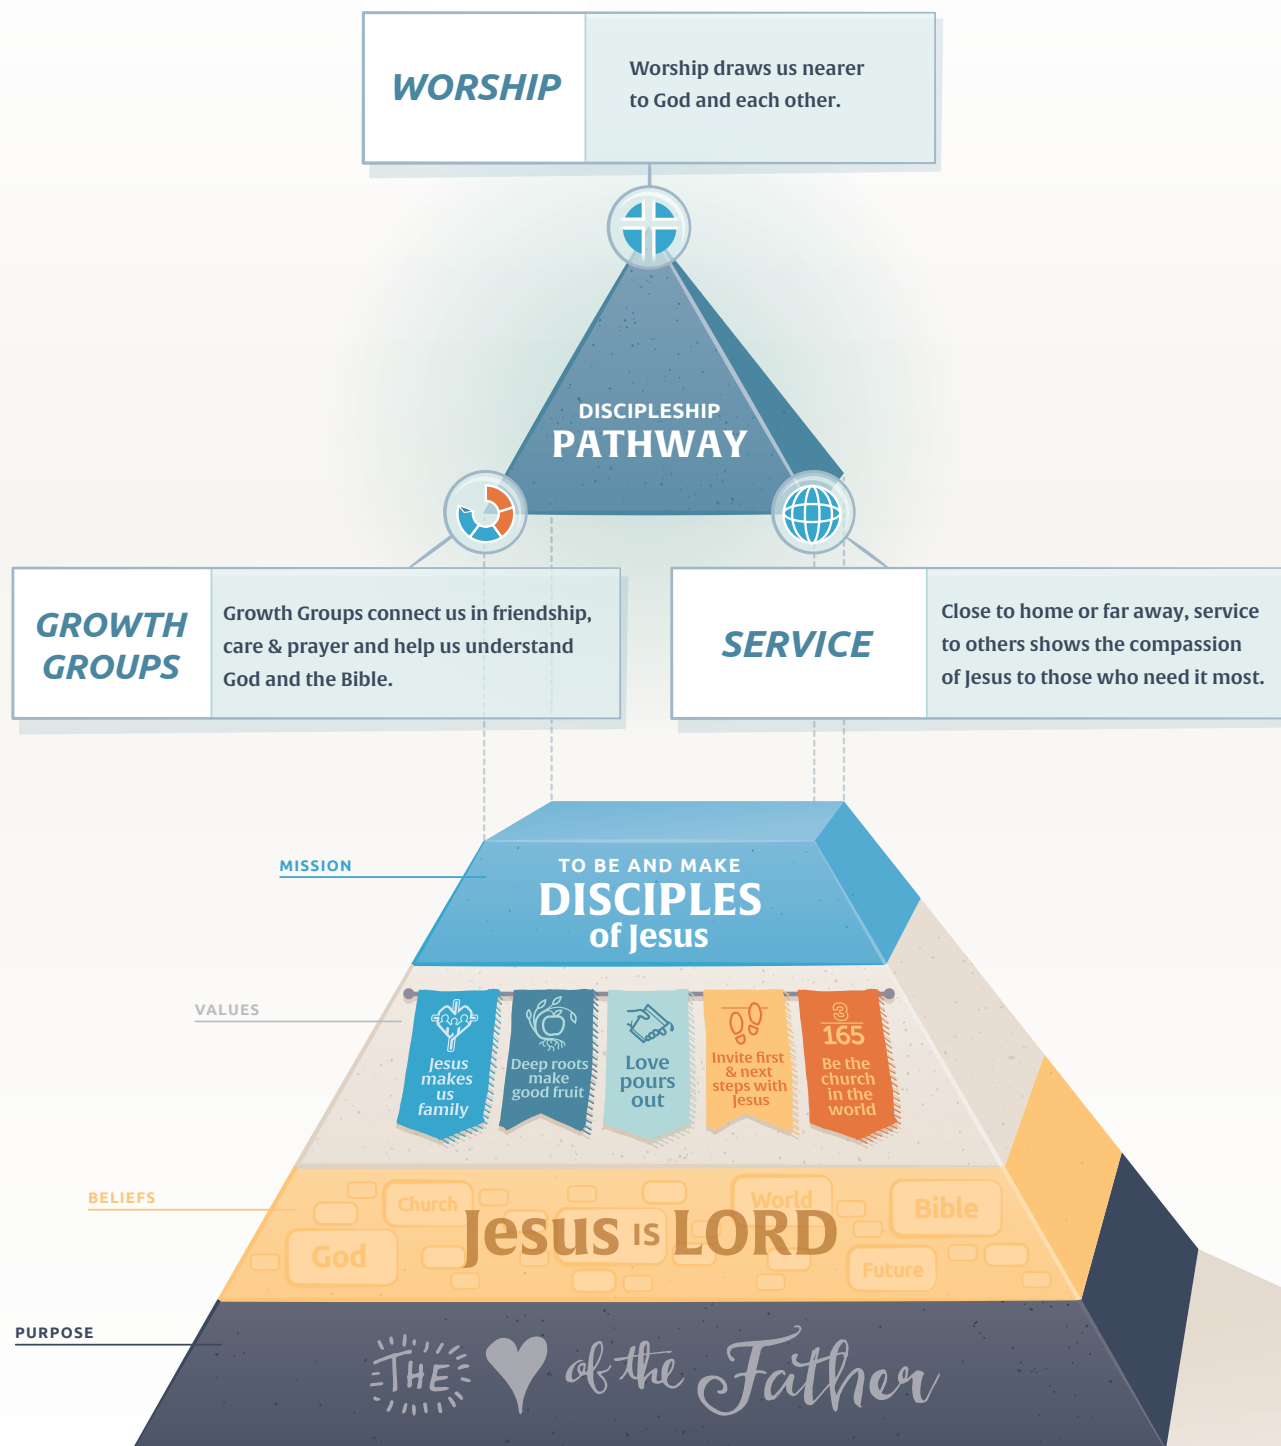 WORSHIP
Worship draws us nearer
to God and each other.
DISCIPLESHIP
PATHWAY
GROWTH
GROUPS
Growth Groups connect us in friendship,
care & prayer and help us understand
God and the Bible.
SERVICE
Close to home or far away, service
to others shows the compassion
of Jesus to those who need it most.
MISSION
TO BE AND MAKE
DISCIPLES
of Jesus
VALUES
Jesus
makes
us
family
Deep roots
make
good fruit
Love
pours
out
Invite first
& next
steps with
Jesus
3
165
Be the
church
in the
world
BELIEFS
Church
World
Bible
God
Future
Jesus IS LORD
PURPOSE
THE of the Father